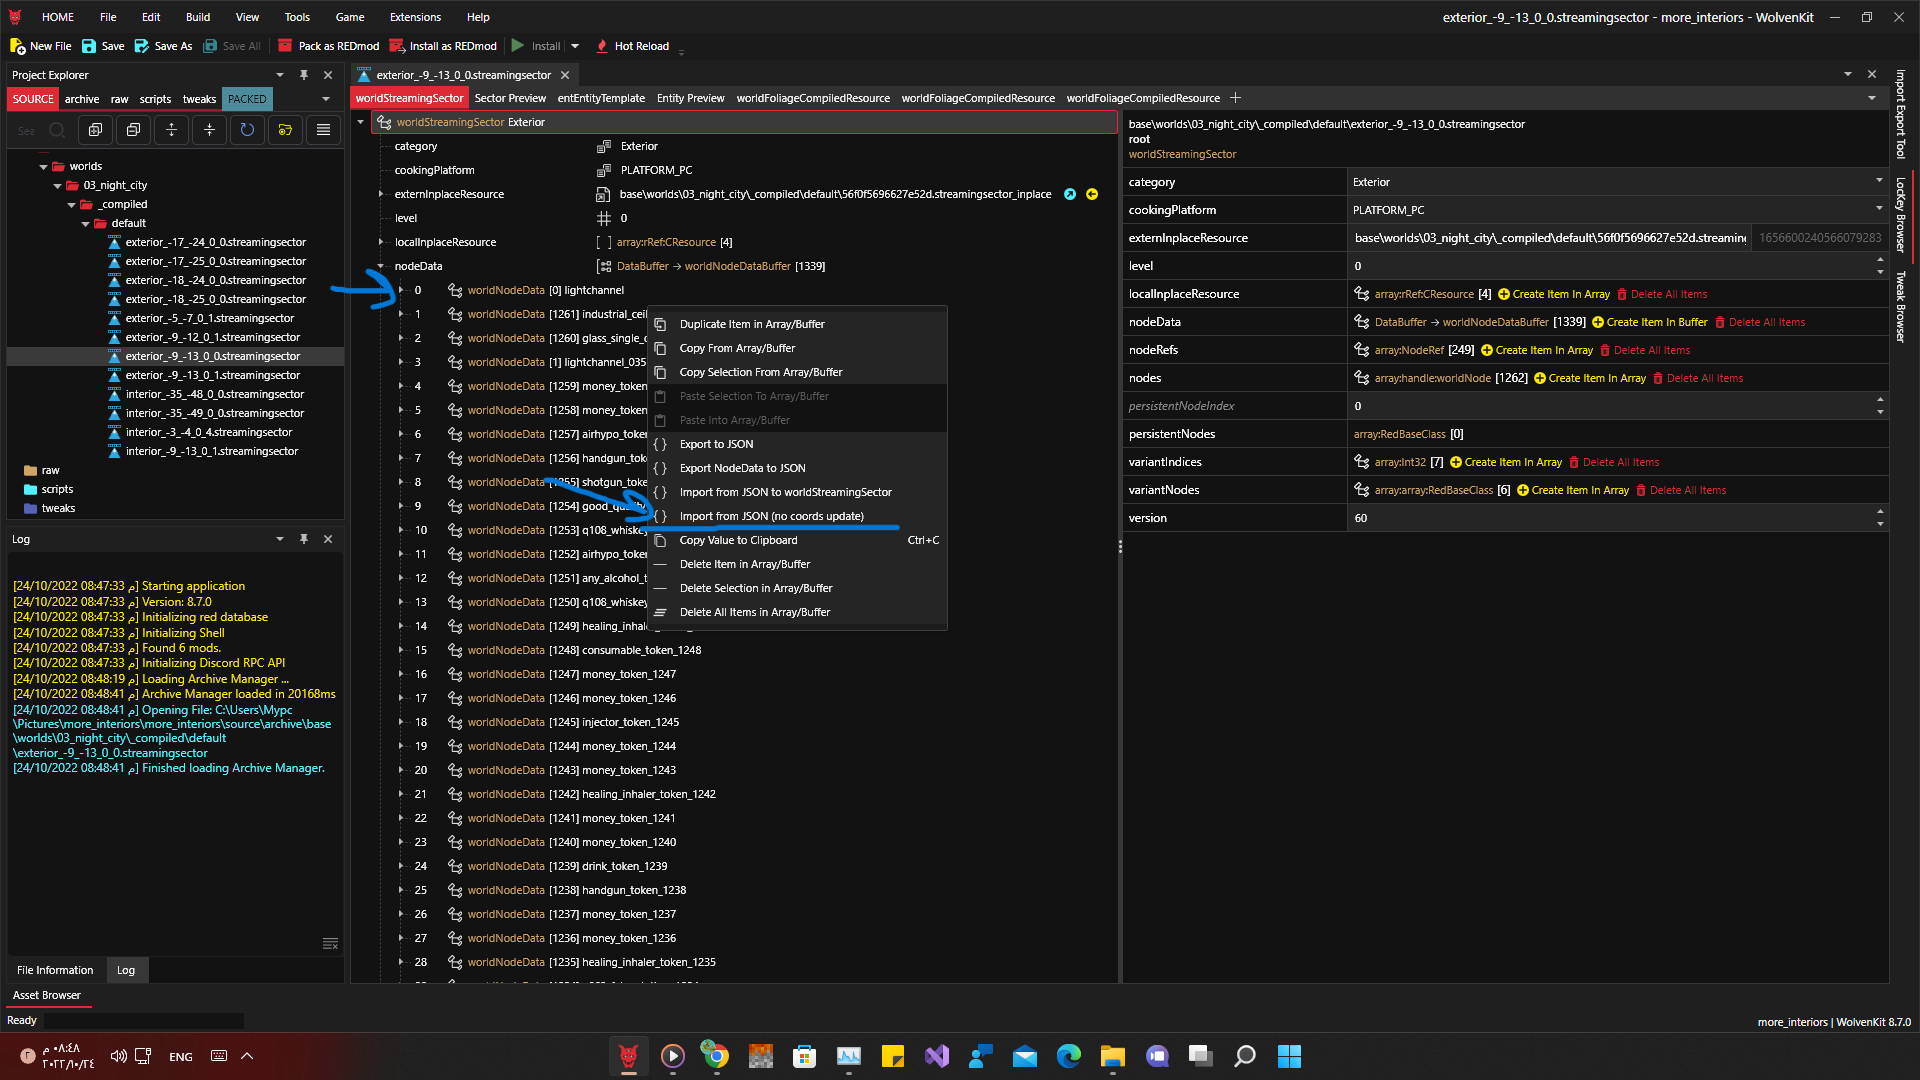 HOME File Edit Build View Tools Game Extensions Help
exterior_-9_-13_0_0.streamingsector - more_interiors - WolvenKit
New File Save Save As Save All Pack as REDmod Install as REDmod Install Hot Reload
Project Explorer
SOURCE archive raw scripts tweaks PACKED
See
worlds
03_night_city
_compiled
default
exterior_-17_-24_0_0.streamingsector
exterior_-17_-25_0_0.streamingsector
exterior_-18_-24_0_0.streamingsector
exterior_-18_-25_0_0.streamingsector
exterior_-5_-7_0_1.streamingsector
exterior_-9_-12_0_1.streamingsector
exterior_-9_-13_0_0.streamingsector
exterior_-9_-13_0_1.streamingsector
interior_-35_-48_0_0.streamingsector
interior_-35_-49_0_0.streamingsector
interior_-3_-4_0_4.streamingsector
interior_-9_-13_0_1.streamingsector
raw
scripts
tweaks
Log
[24/10/2022 08:47:33 م] Starting application
[24/10/2022 08:47:33 م] Version: 8.7.0
[24/10/2022 08:47:33 م] Initializing red database
[24/10/2022 08:47:33 م] Initializing Shell
[24/10/2022 08:47:33 م] Found 6 mods.
[24/10/2022 08:47:33 م] Initializing Discord RPC API
[24/10/2022 08:48:19 م] Loading Archive Manager ...
[24/10/2022 08:48:41 م] Archive Manager loaded in 20168ms
[24/10/2022 08:48:41 م] Opening File: C:\Users\Mypc
\Pictures\more_interiors\more_interiors\source\archive\base
\worlds\03_night_city\_compiled\default
\exterior_-9_-13_0_0.streamingsector
[24/10/2022 08:48:41 م] Finished loading Archive Manager.
File Information Log
Asset Browser
Ready
exterior_-9_-13_0_0.streamingsector
worldStreamingSector Sector Preview entEntityTemplate Entity Preview worldFoliageCompiledResource worldFoliageCompiledResource worldFoliageCompiledResource
worldStreamingSector Exterior
category Exterior
cookingPlatform PLATFORM_PC
externInplaceResource base\worlds\03_night_city\_compiled\default\56f0f5696627e52d.streamingsector_inplace
level 0
localInplaceResource array:rRef:CResource [4]
nodeData DataBuffer → worldNodeDataBuffer [1339]
0 worldNodeData [0] lightchannel
1 worldNodeData [1261] industrial_ceil
2 worldNodeData [1260] glass_single_
3 worldNodeData [1] lightchannel_035
4 worldNodeData [1259] money_token
5 worldNodeData [1258] money_token
6 worldNodeData [1257] airhypo_token
7 worldNodeData [1256] handgun_tok
8 worldNodeData [1255] shotgun_toke
9 worldNodeData [1254] good_quality
10 worldNodeData [1253] q108_whiskey
11 worldNodeData [1252] airhypo_token
12 worldNodeData [1251] any_alcohol_t
13 worldNodeData [1250] q108_whiskey
14 worldNodeData [1249] healing_inhal
15 worldNodeData [1248] consumable_token_1248
16 worldNodeData [1247] money_token_1247
17 worldNodeData [1246] money_token_1246
18 worldNodeData [1245] injector_token_1245
19 worldNodeData [1244] money_token_1244
20 worldNodeData [1243] money_token_1243
21 worldNodeData [1242] healing_inhaler_token_1242
22 worldNodeData [1241] money_token_1241
23 worldNodeData [1240] money_token_1240
24 worldNodeData [1239] drink_token_1239
25 worldNodeData [1238] handgun_token_1238
26 worldNodeData [1237] money_token_1237
27 worldNodeData [1236] money_token_1236
28 worldNodeData [1235] healing_inhaler_token_1235
Duplicate Item in Array/Buffer
Copy From Array/Buffer
Copy Selection From Array/Buffer
Paste Selection To Array/Buffer
Paste Into Array/Buffer
Export to JSON
Export NodeData to JSON
Import from JSON to worldStreamingSector
Import from JSON (no coords update)
Copy Value to Clipboard Ctrl+C
Delete Item in Array/Buffer
Delete Selection in Array/Buffer
Delete All Items in Array/Buffer
base\worlds\03_night_city\_compiled\default\exterior_-9_-13_0_0.streamingsector
root
worldStreamingSector
category Exterior
cookingPlatform PLATFORM_PC
externInplaceResource base\worlds\03_night_city\_compiled\default\56f0f5696627e52d.streaming 1656600240566079283
level 0
localInplaceResource array:rRef:CResource [4] Create Item In Array Delete All Items
nodeData DataBuffer → worldNodeDataBuffer [1339] Create Item In Buffer Delete All Items
nodeRefs array:NodeRef [249] Create Item In Array Delete All Items
nodes array:handle:worldNode [1262] Create Item In Array Delete All Items
persistentNodeIndex 0
persistentNodes array:RedBaseClass [0]
variantIndices array:Int32 [7] Create Item In Array Delete All Items
variantNodes array:array:RedBaseClass [6] Create Item In Array Delete All Items
version 60
Import Export Tool
LocKey Browser
Tweak Browser
more_interiors | WolvenKit 8.7.0
٠٨:٤٨ م
٢٠٢٢/١٠/٢٤
ENG